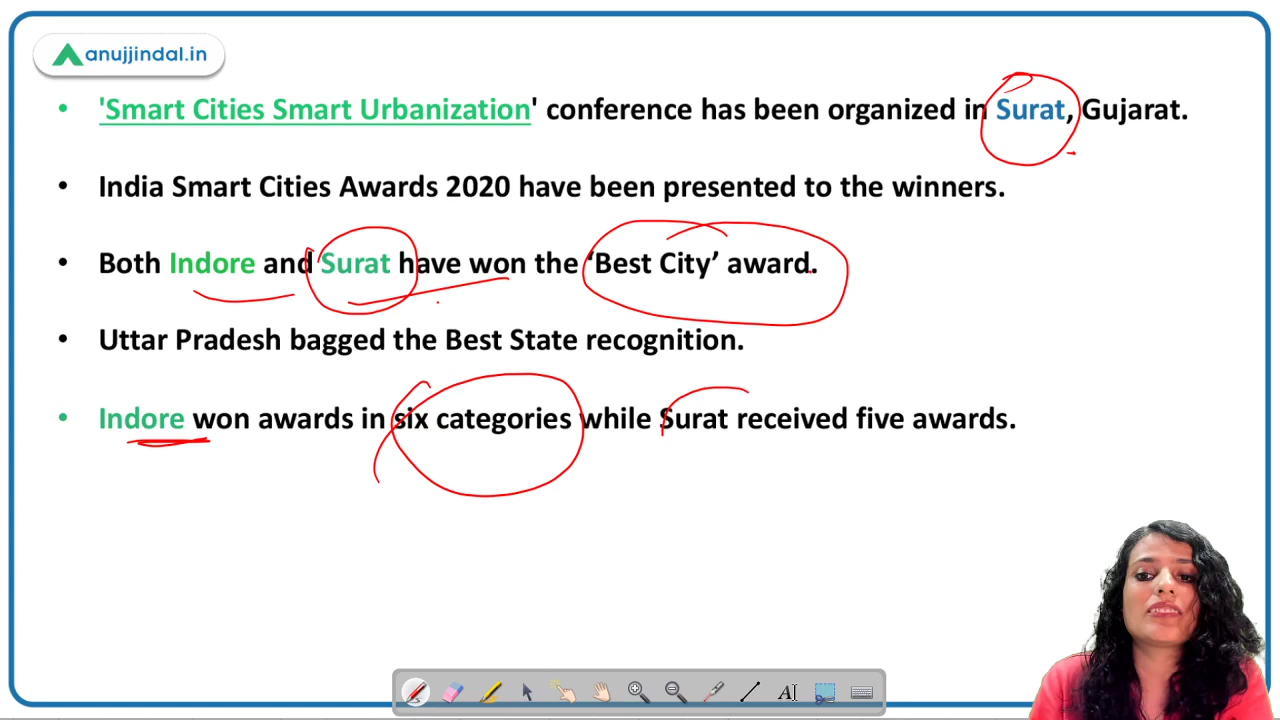 anujjindal.in
• 'Smart Cities Smart Urbanization' conference has been organized in Surat, Gujarat.
• India Smart Cities Awards 2020 have been presented to the winners.
• Both Indore and Surat have won the ‘Best City’ award.
• Uttar Pradesh bagged the Best State recognition.
• Indore won awards in six categories while Surat received five awards.
A